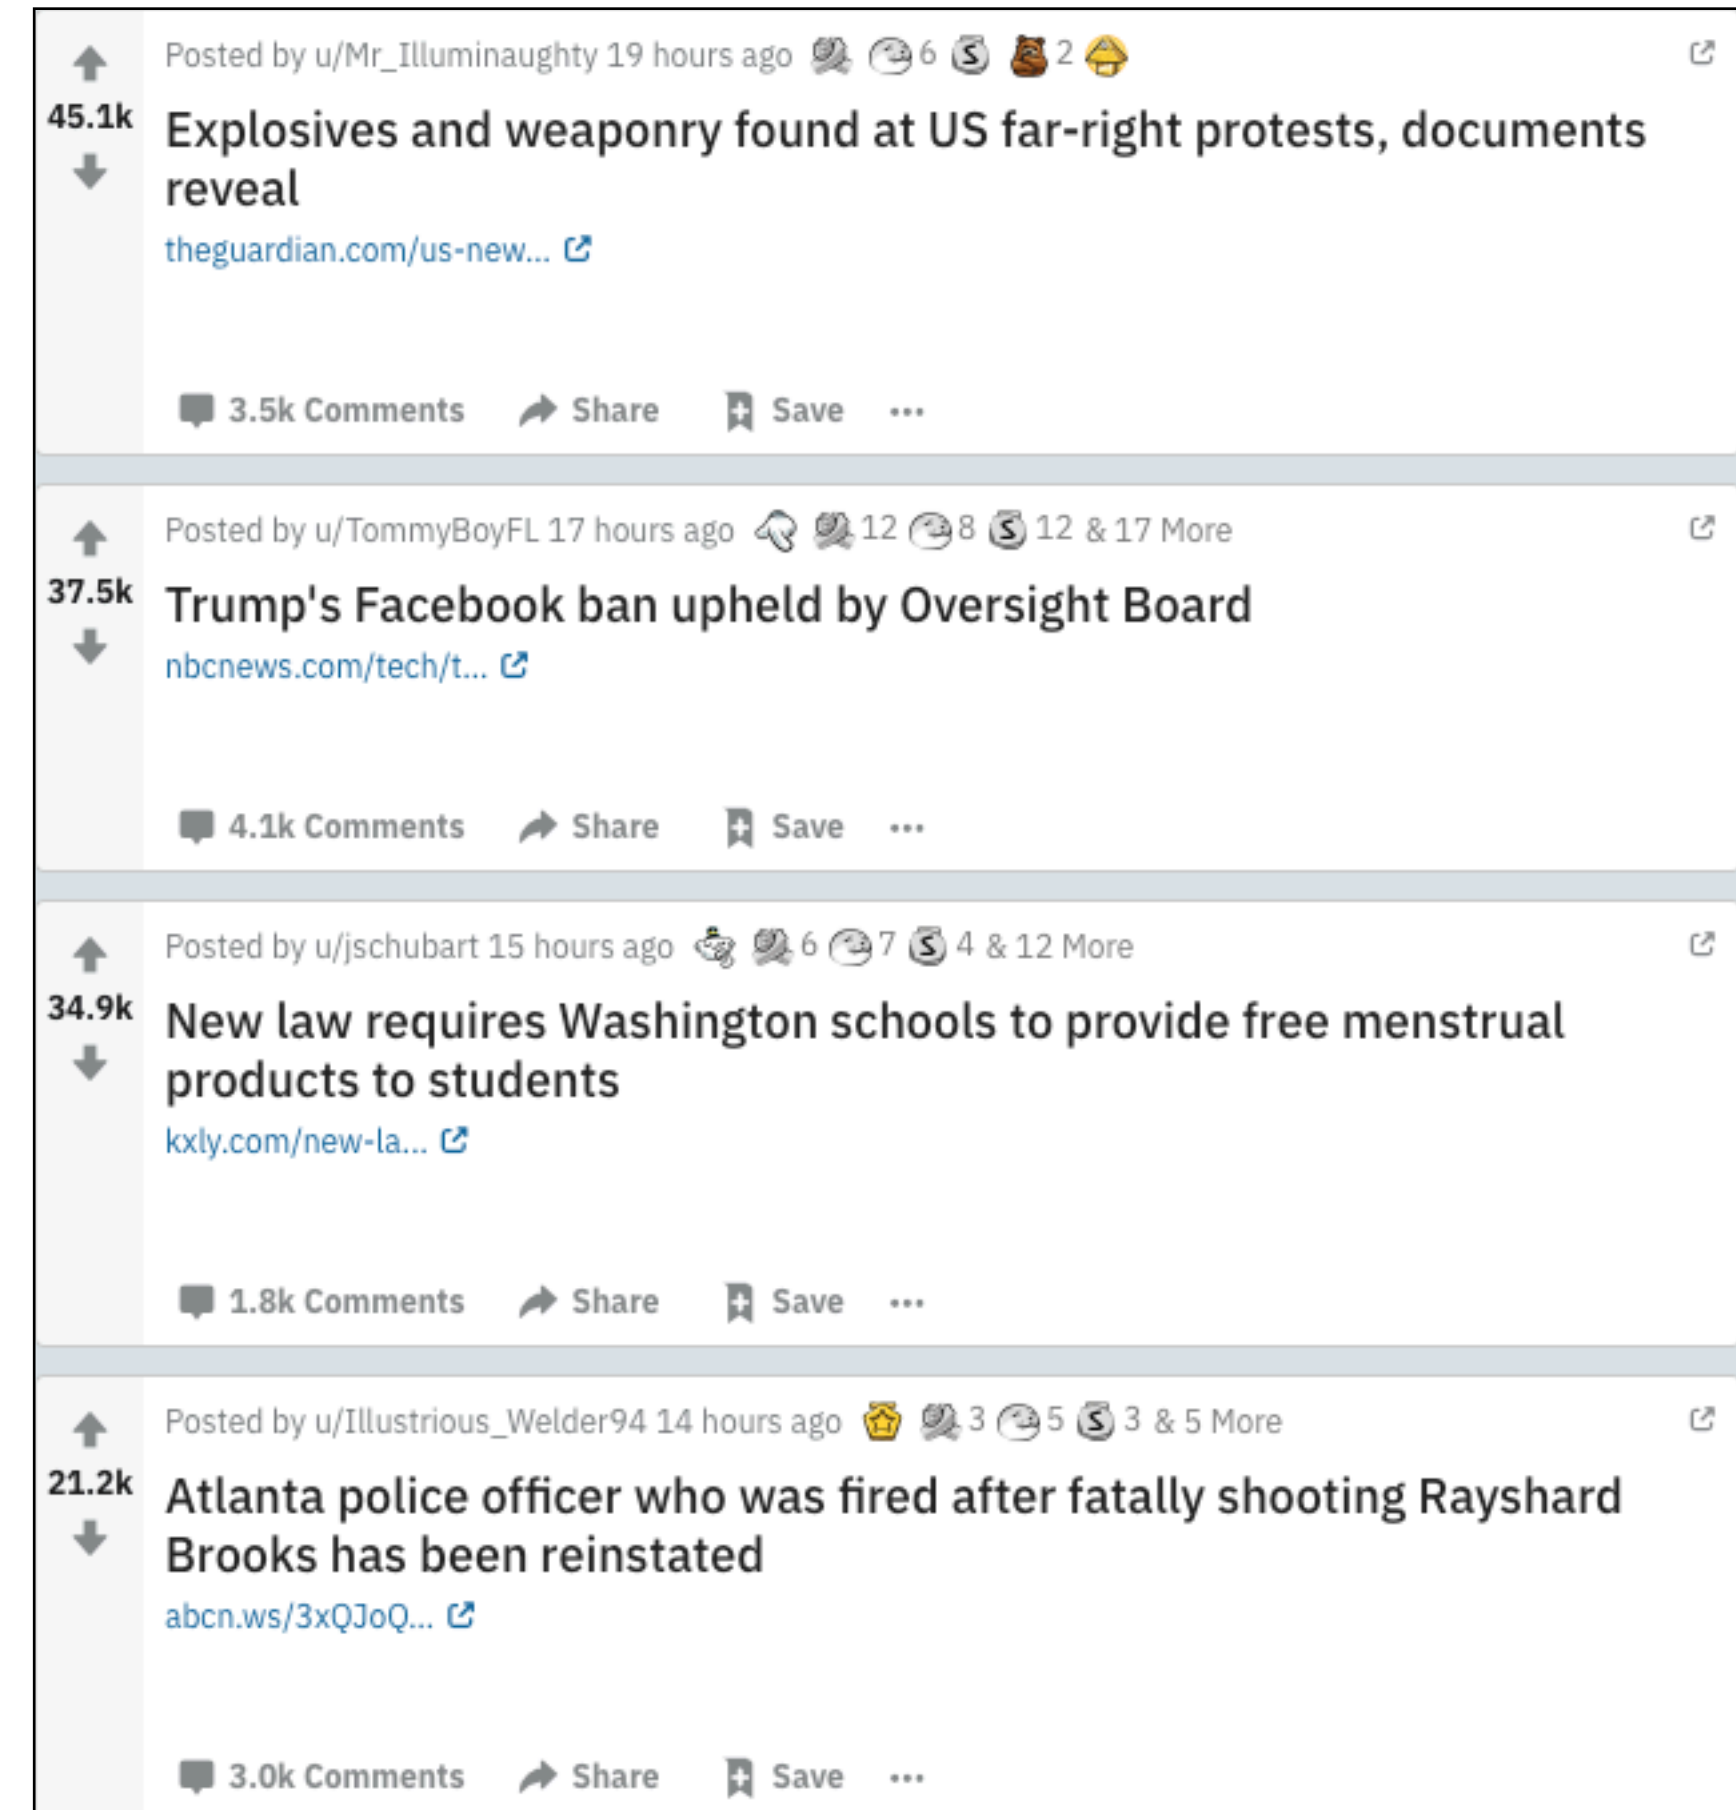 Posted by u/Mr_Illuminaughty 19 hours ago 6 S 2
45.1k
Explosives and weaponry found at US far-right protests, documents
reveal
theguardian.com/us-new...
3.5k Comments Share Save ...
Posted by u/TommyBoyFL 17 hours ago 12 8 S 12 & 17 More
37.5k
Trump's Facebook ban upheld by Oversight Board
nbcnews.com/tech/t...
4.1k Comments Share Save ...
Posted by u/jschubart 15 hours ago 6 7 S 4 & 12 More
34.9k
New law requires Washington schools to provide free menstrual
products to students
kxly.com/new-la...
1.8k Comments Share Save ...
Posted by u/Illustrious_Welder94 14 hours ago 3 5 S 3 & 5 More
21.2k
Atlanta police officer who was fired after fatally shooting Rayshard
Brooks has been reinstated
abcn.ws/3xQJoQ...
3.0k Comments Share Save ...